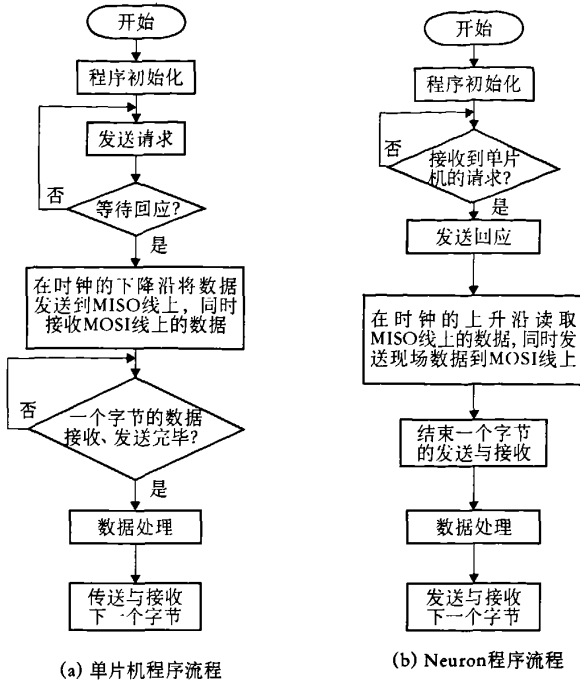 开始
程序初始化
发送请求
否
等待回应?
是
在时钟的下降沿将数据
发送到MISO线上，同时
接收MOSI线上的数据
否
一个字节的数据
接收、发送完毕?
是
数据处理
传送与接收
下一个字节
(a) 单片机程序流程
开始
程序初始化
否
接收到单片
机的请求?
是
发送回应
在时钟的上升沿读取
MISO线上的数据,同时发
送现场数据到MOSI线上
结束一个字节
的发送与接收
数据处理
发送与接收
下一个字节
(b) Neuron程序流程